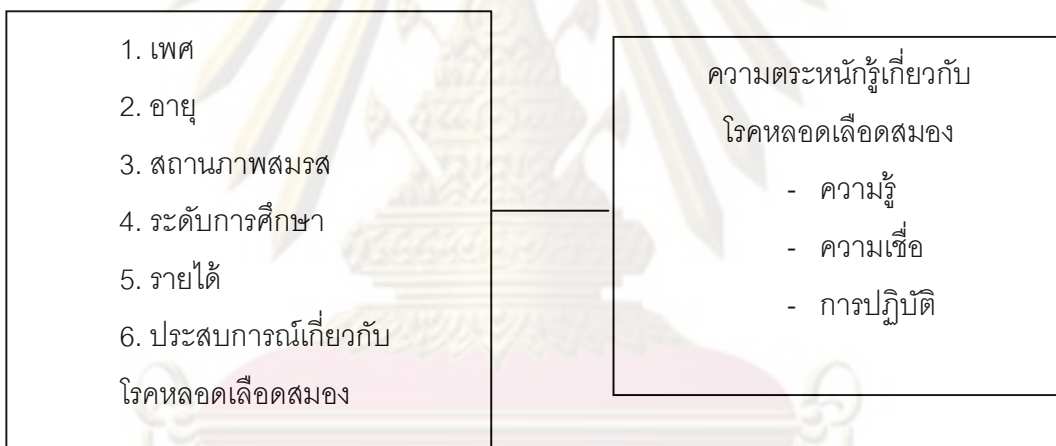 1. เพศ
2. อายุ
3. สถานภาพสมรส
4. ระดับการศึกษา
5. รายได้
6. ประสบการณ์เกี่ยวกับ
โรคหลอดเลือดสมอง
ความตระหนักรู้เกี่ยวกับ
โรคหลอดเลือดสมอง
- ความรู้
- ความเชื่อ
- การปฏิบัติ